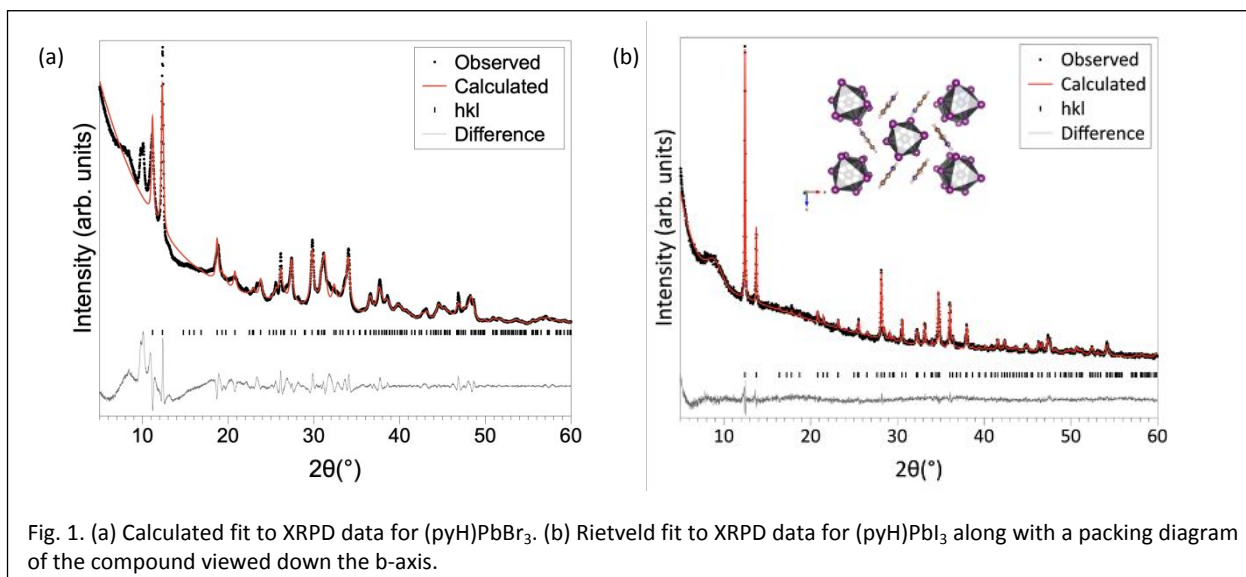 (a)
Observed
Calculated
hkl
Difference
Intensity (arb. units)
10 20 30 40 50 60
2θ(°)
(b)
Observed
Calculated
hkl
Difference
Intensity (arb. units)
10 20 30 40 50 60
2θ(°)
Fig. 1. (a) Calculated fit to XRPD data for (pyH)PbBr₃. (b) Rietveld fit to XRPD data for (pyH)PbI₃ along with a packing diagram
of the compound viewed down the b-axis.